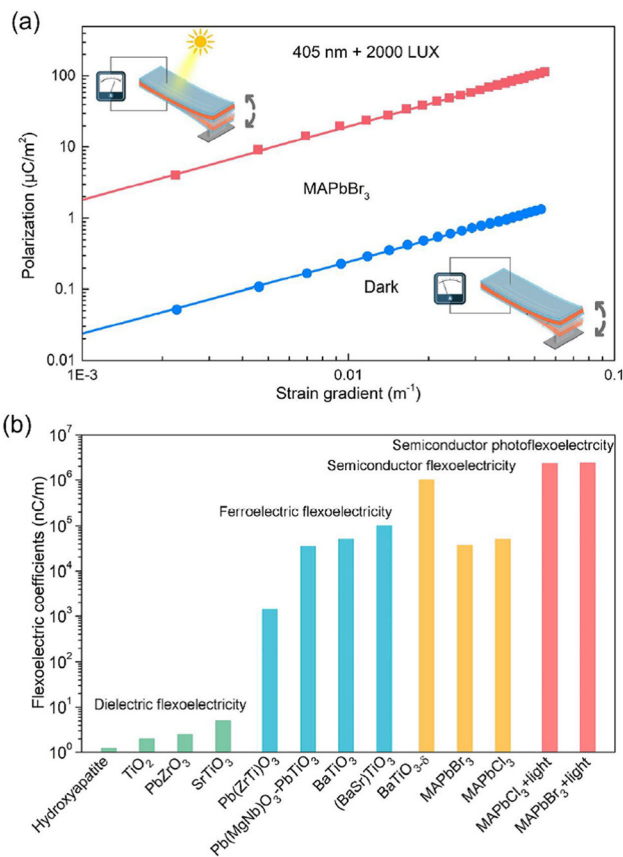 (a)
405 nm + 2000 LUX
100
10
1
0.1
0.01
Polarization (μC/m²)
MAPbBr₃
Dark
1E-3
0.01
0.1
Strain gradient (m⁻¹)
(b)
10⁷
10⁶
10⁵
10⁴
10³
10²
10¹
10⁰
Flexoelectric coefficients (nC/m)
Semiconductor photoflexoelectrcity
Semiconductor flexoelectricity
Ferroelectric flexoelectricity
Dielectric flexoelectricity
Hydroxyapatite
TiO₂
PbZrO₃
SrTiO₃
Pb(ZrTi)O₃
Pb(MgNb)O₃-PbTiO₃
BaTiO₃
(BaSr)TiO₃
BaTiO₃₋δ
MAPbBr₃
MAPbCl₃
MAPbCl₃+light
MAPbBr₃+light